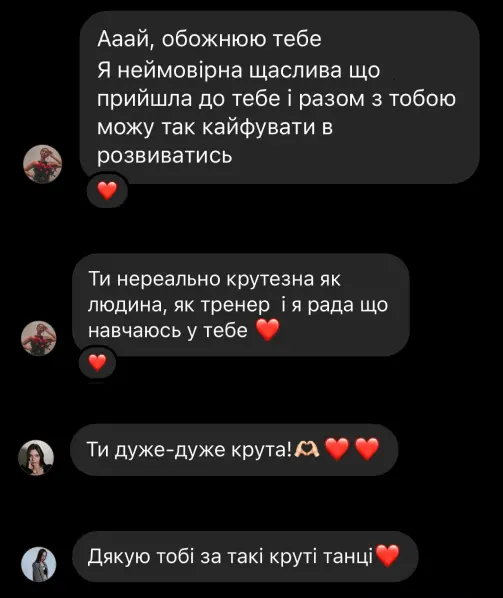 Ааай, обожнюю тебе
Я неймовірна щаслива що
прийшла до тебе і разом з тобою
можу так кайфувати в
розвиватись
❤️
Ти нереально крутезна як
людина, як тренер і я рада що
навчаюсь у тебе ❤️
❤️
Ти дуже-дуже крута!🫶🏼❤️❤️
Дякую тобі за такі круті танці❤️